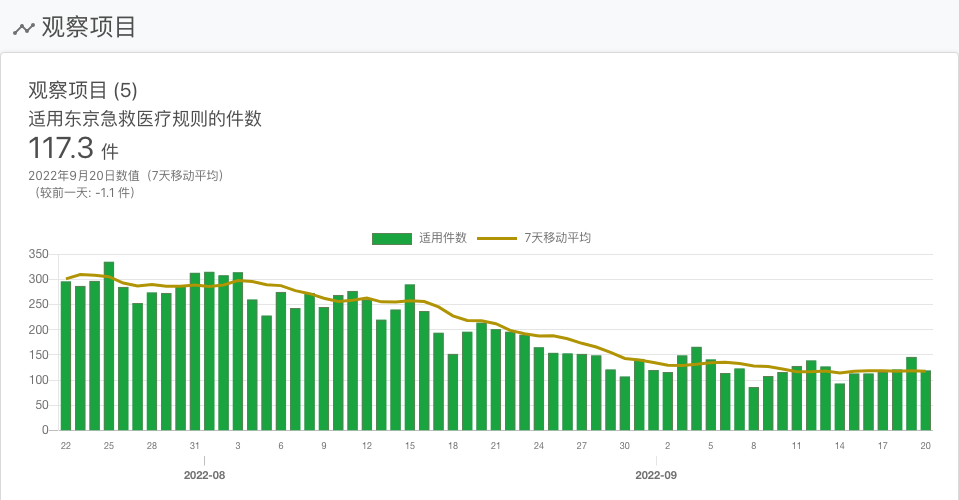 观察项目
观察项目 (5)
适用东京急救医疗规则的件数
117.3 件
2022年9月20日数值（7天移动平均）
（较前一天: -1.1 件）
适用件数 7天移动平均
350
300
250
200
150
100
50
0
22 25 28 31 3 6 9 12 15 18 21 24 27 30 2 5 8 11 14 17 20
2022-08 2022-09